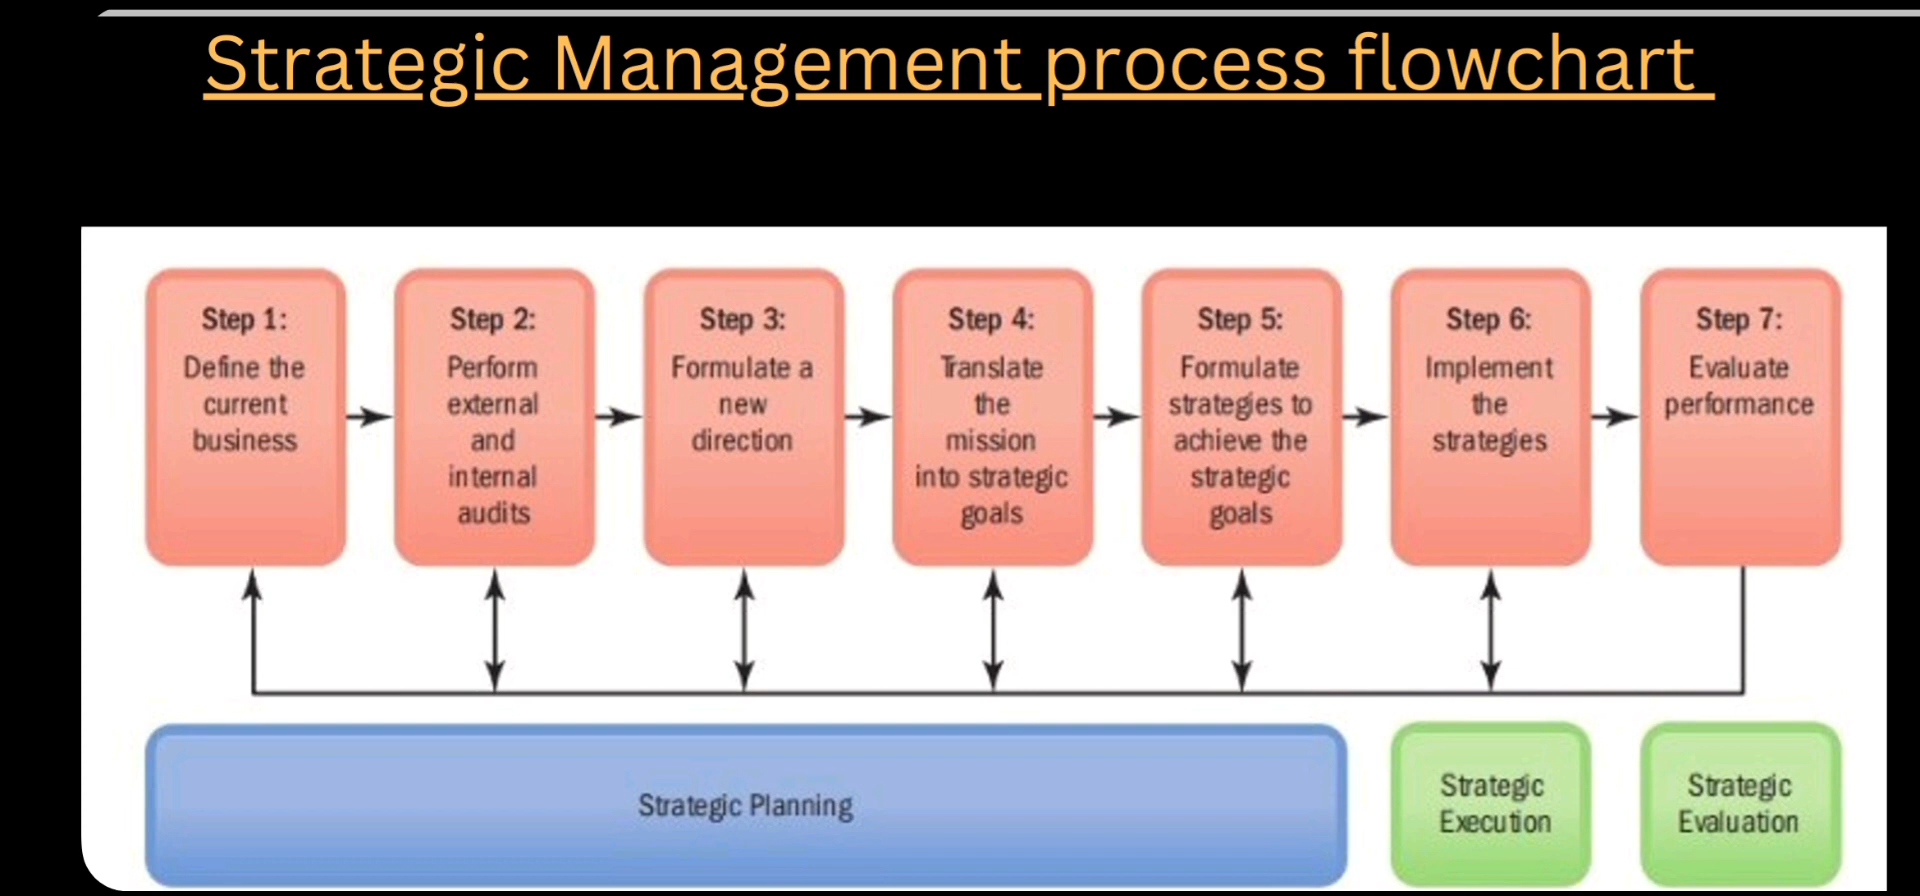 Strategic Management process flowchart
Step 1:
Define the
current
business
Step 2:
Perform
external
and
internal
audits
Step 3:
Formulate a
new
direction
Step 4:
Translate
the
mission
into strategic
goals
Step 5:
Formulate
strategies to
achieve the
strategic
goals
Step 6:
Implement
the
strategies
Step 7:
Evaluate
performance
Strategic Planning
Strategic
Execution
Strategic
Evaluation